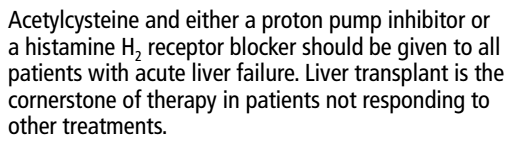 Acetylcysteine and either a proton pump inhibitor or
a histamine H₂ receptor blocker should be given to all
patients with acute liver failure. Liver transplant is the
cornerstone of therapy in patients not responding to
other treatments.